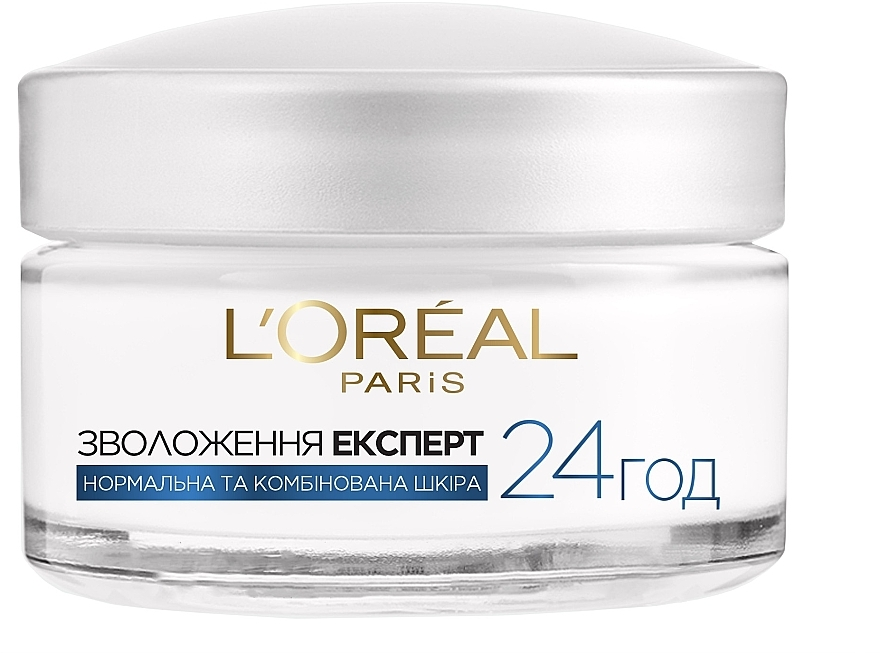 L'ORÉAL
PARiS
ЗВОЛОЖЕННЯ ЕКСПЕРТ
НОРМАЛЬНА ТА КОМБІНОВАНА ШКІРА
24 ГОД